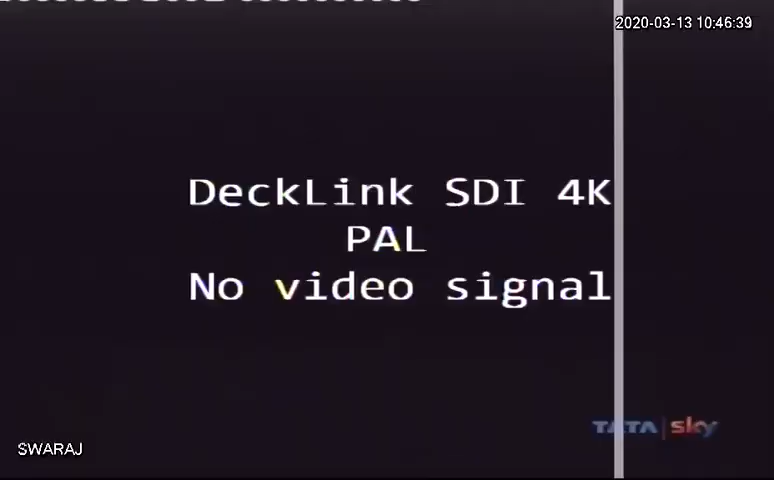 2020-03-13 10:46:39
DeckLink SDI 4K
PAL
No video signal
TATA sky
SWARAJ